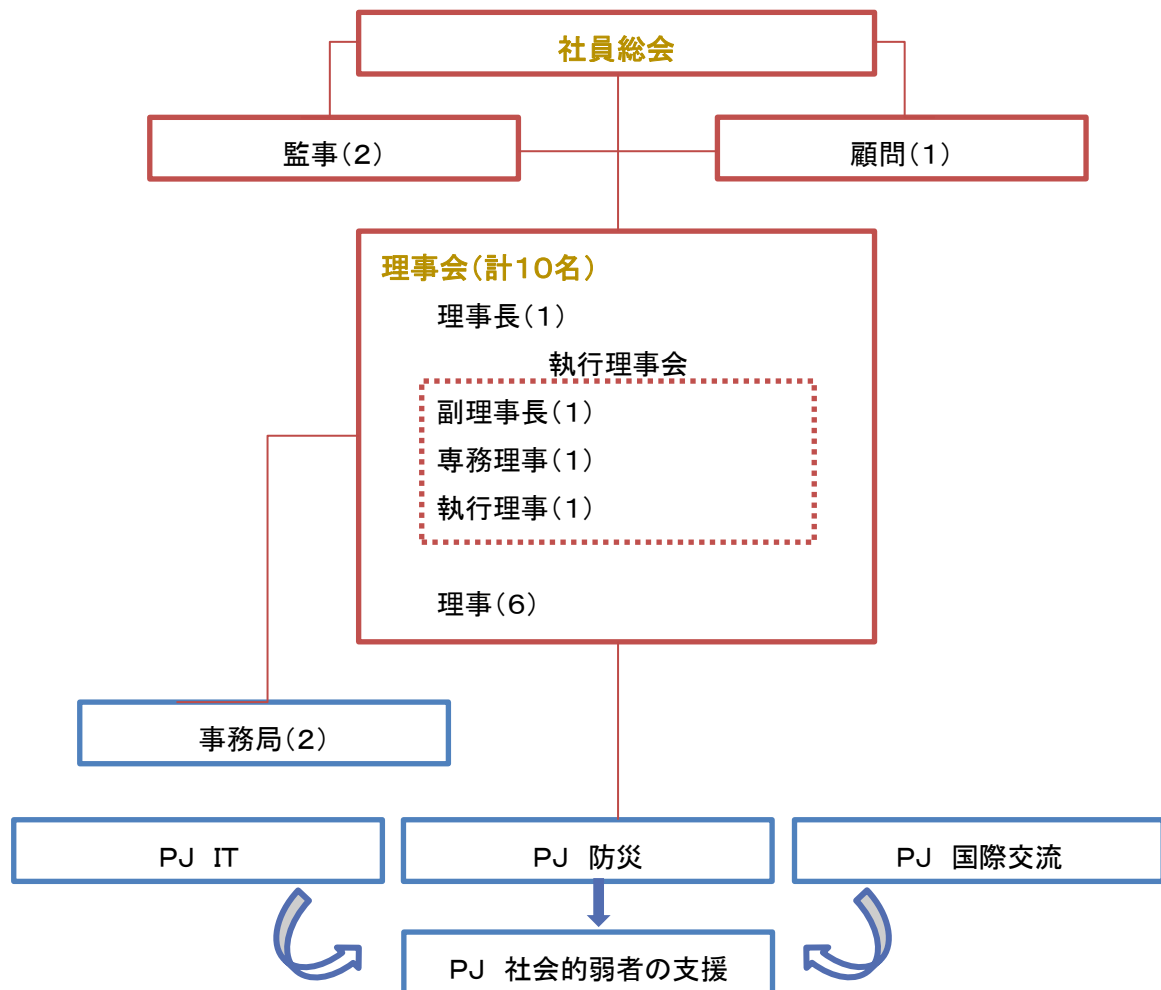 社員総会
監事(2)
顧問(1)
理事会(計10名)
理事長(1)
執行理事会
副理事長(1)
専務理事(1)
執行理事(1)
理事(6)
事務局(2)
PJ IT
PJ 防災
PJ 国際交流
PJ 社会的弱者の支援